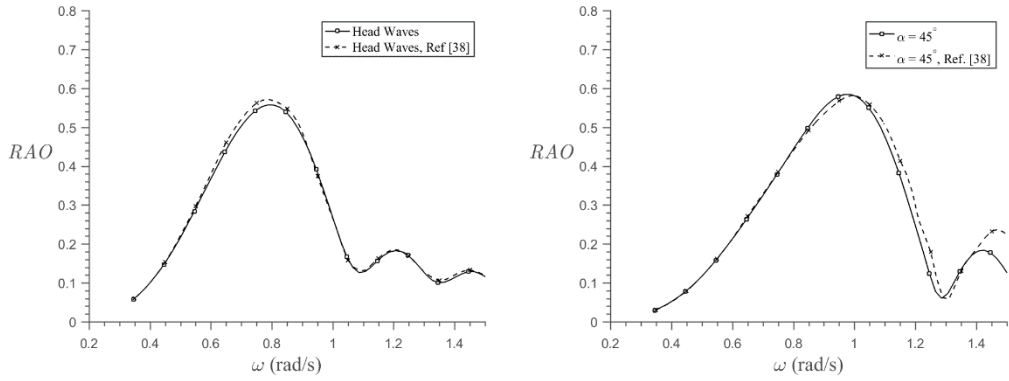 0.8
0.7
0.6
0.5
RAO
0.4
0.3
0.2
0.1
0
0.2 0.4 0.6 0.8 1 1.2 1.4
ω (rad/s)
Head Waves
Head Waves, Ref [38]
0.8
0.7
0.6
0.5
RAO
0.4
0.3
0.2
0.1
0
0.2 0.4 0.6 0.8 1 1.2 1.4
ω (rad/s)
α = 45°
α = 45°, Ref. [38]